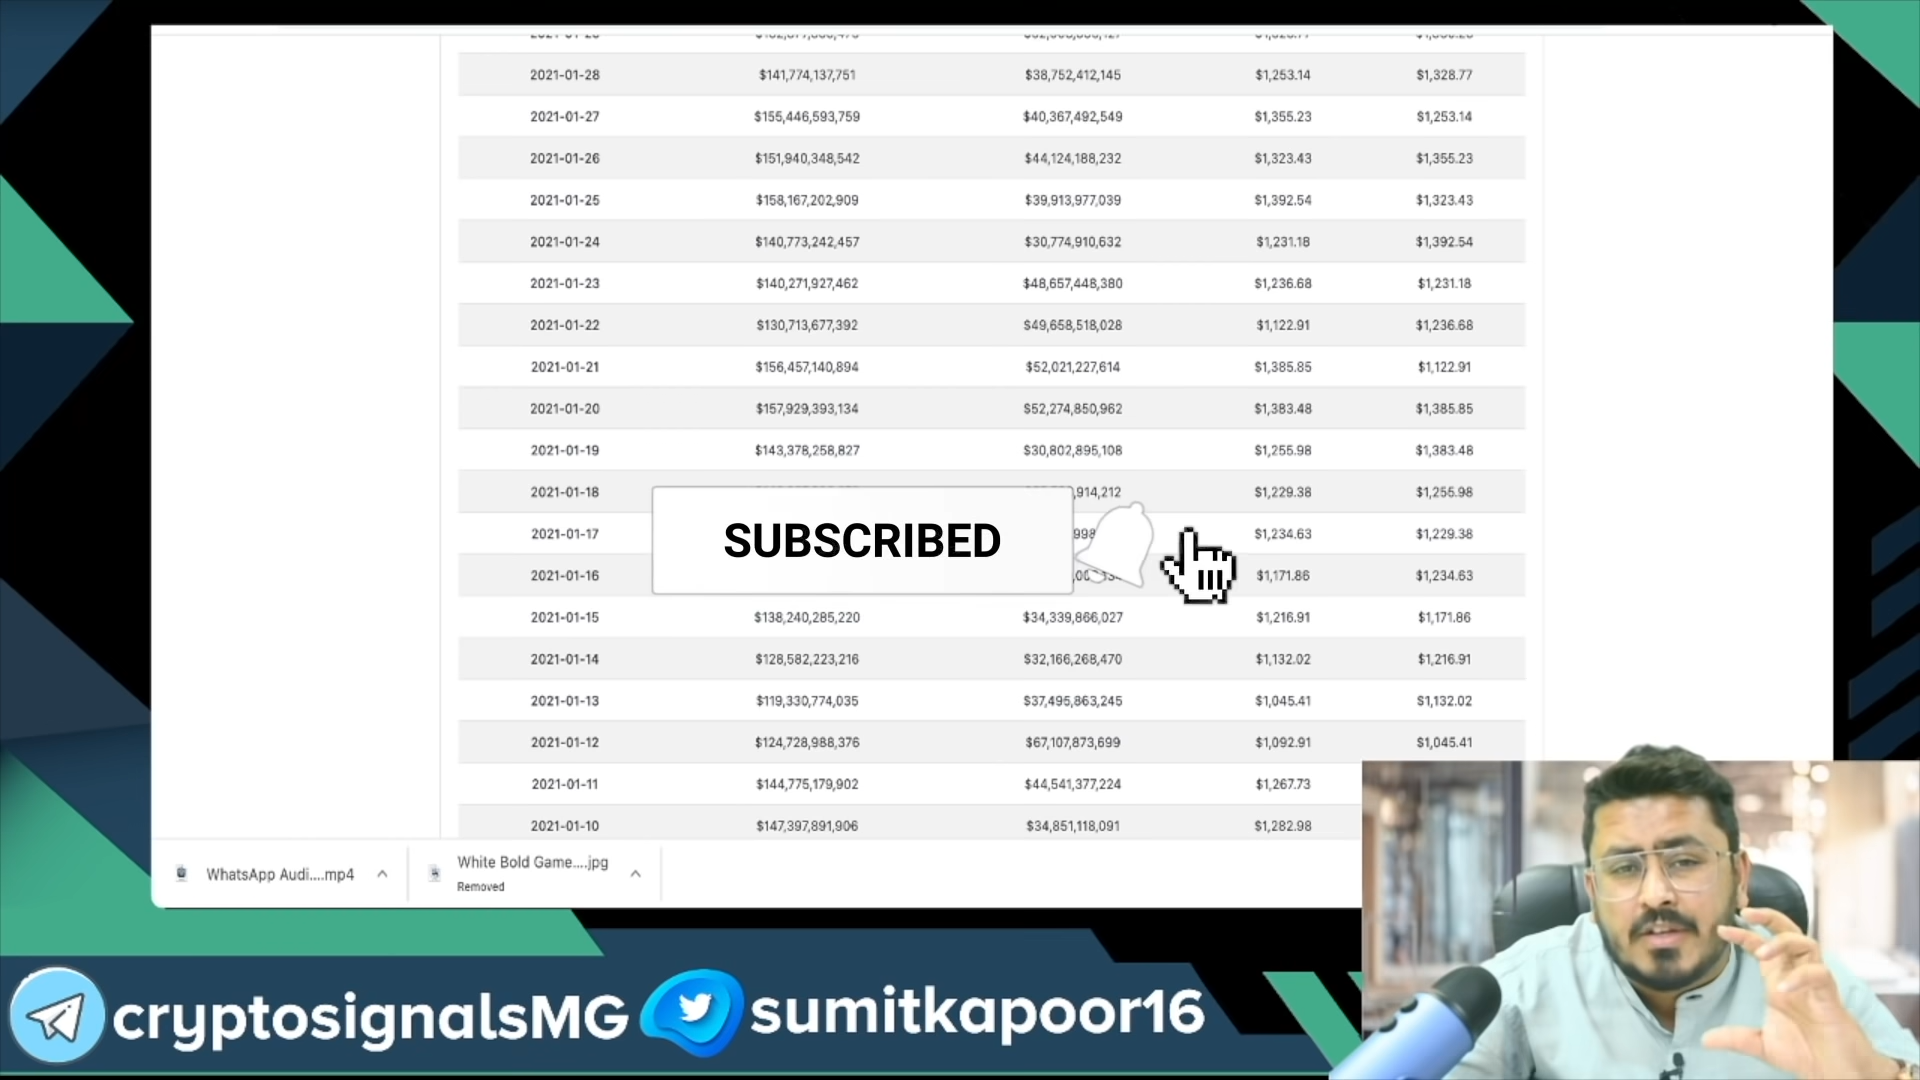 2021-01-28 $141,774,137,751 $38,752,412,145 $1,253.14 $1,328.77
2021-01-27 $155,446,593,759 $40,367,492,549 $1,355.23 $1,253.14
2021-01-26 $151,940,348,542 $44,124,188,232 $1,323.43 $1,355.23
2021-01-25 $158,167,202,909 $39,913,977,039 $1,392.54 $1,323.43
2021-01-24 $140,773,242,457 $30,774,910,632 $1,231.18 $1,392.54
2021-01-23 $140,271,927,462 $48,657,448,380 $1,236.68 $1,231.18
2021-01-22 $130,713,677,392 $49,658,518,028 $1,122.91 $1,236.68
2021-01-21 $156,457,140,894 $52,021,227,614 $1,385.85 $1,122.91
2021-01-20 $157,929,393,134 $52,274,850,962 $1,383.48 $1,385.85
2021-01-19 $143,378,258,827 $30,802,895,108 $1,255.98 $1,383.48
2021-01-18 ,914,212 $1,229.38 $1,255.98
2021-01-17 $1,234.63 $1,229.38
SUBSCRIBED
2021-01-16 $1,171.86 $1,234.63
2021-01-15 $138,240,285,220 $34,339,866,027 $1,216.91 $1,171.86
2021-01-14 $128,582,223,216 $32,166,268,470 $1,132.02 $1,216.91
2021-01-13 $119,330,774,035 $37,495,863,245 $1,045.41 $1,132.02
2021-01-12 $124,728,988,376 $67,107,873,699 $1,092.91 $1,045.41
2021-01-11 $144,775,179,902 $44,541,377,224 $1,267.73
2021-01-10 $147,397,891,906 $34,851,118,091 $1,282.98
WhatsApp Audi....mp4
White Bold Game....jpg
Removed
cryptosignalsMG
sumitkapoor16